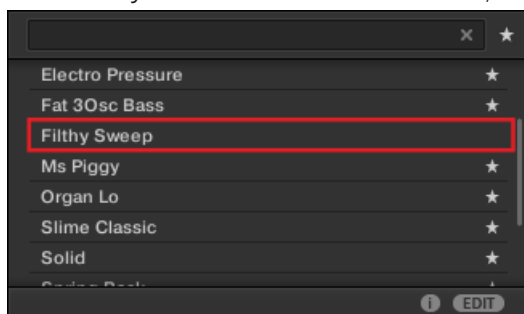 Electro Pressure
Fat 3Osc Bass
Filthy Sweep
Ms Piggy
Organ Lo
Slime Classic
Solid
EDIT